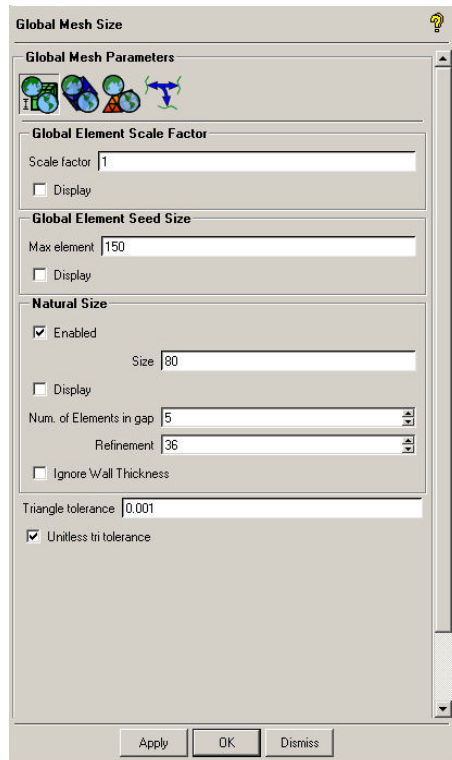 Global Mesh Size
Global Mesh Parameters
Global Element Scale Factor
Scale factor 1
Display
Global Element Seed Size
Max element 150
Display
Natural Size
Enabled
Size 80
Display
Num. of Elements in gap 5
Refinement 36
Ignore Wall Thickness
Triangle tolerance 0.001
Unitless tri tolerance
Apply OK Dismiss